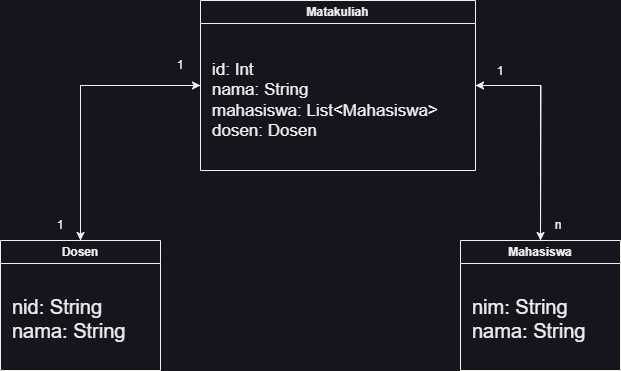 Matakuliah
id: Int
nama: String
mahasiswa: List<Mahasiswa>
dosen: Dosen
1
1
1
n
Dosen
nid: String
nama: String
Mahasiswa
nim: String
nama: String